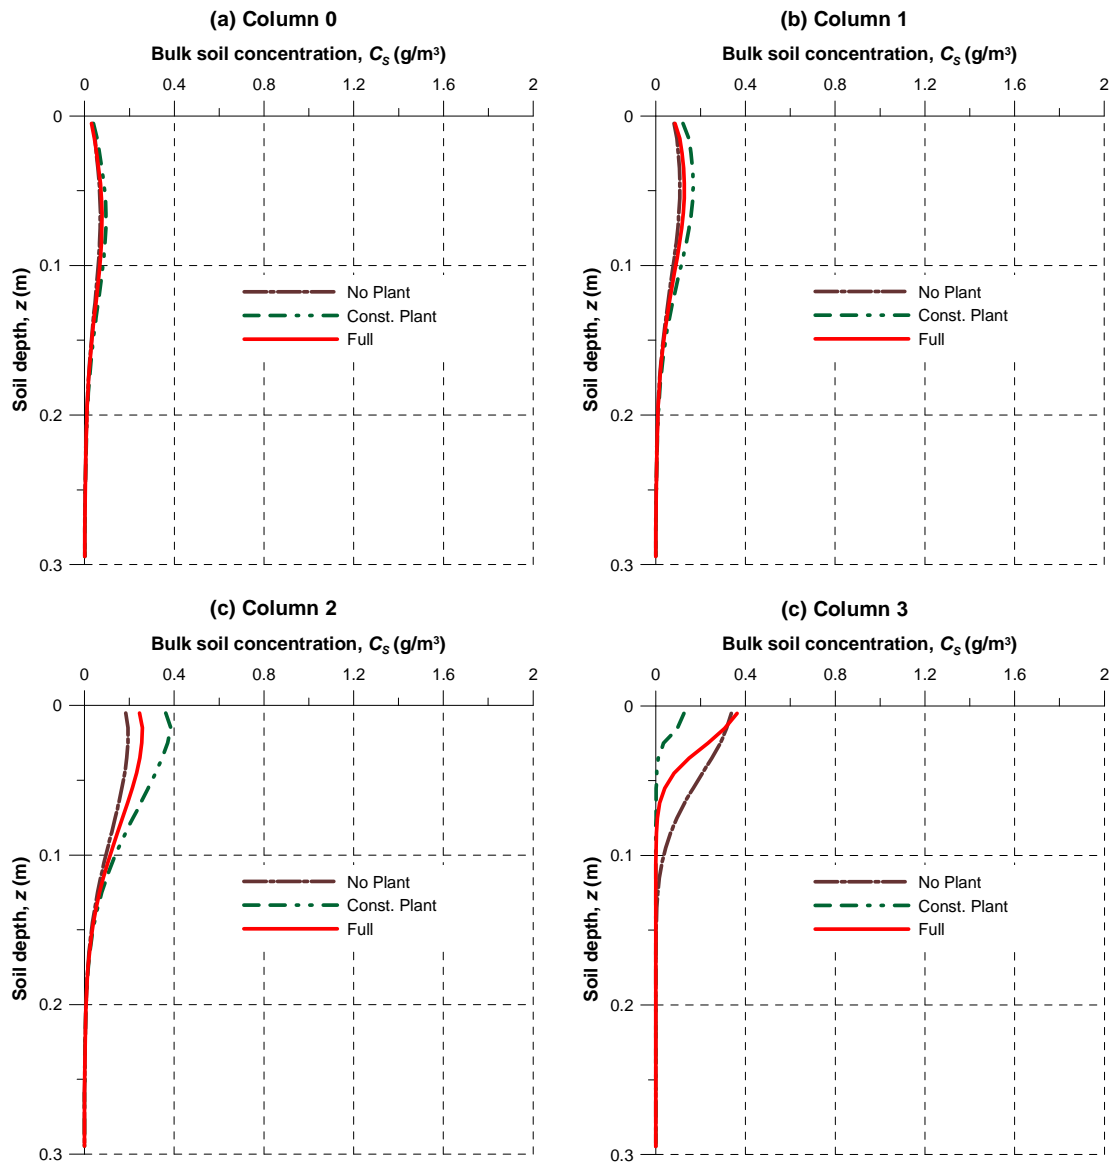 (a) Column 0
Bulk soil concentration, Cs (g/m³)
0 0.4 0.8 1.2 1.6 2
0
0.1
0.2
0.3
Soil depth, z (m)
No Plant
Const. Plant
Full
(b) Column 1
Bulk soil concentration, Cs (g/m³)
0 0.4 0.8 1.2 1.6 2
0
0.1
0.2
0.3
Soil depth, z (m)
No Plant
Const. Plant
Full
(c) Column 2
Bulk soil concentration, Cs (g/m³)
0 0.4 0.8 1.2 1.6 2
0
0.1
0.2
0.3
Soil depth, z (m)
No Plant
Const. Plant
Full
(c) Column 3
Bulk soil concentration, Cs (g/m³)
0 0.4 0.8 1.2 1.6 2
0
0.1
0.2
0.3
Soil depth, z (m)
No Plant
Const. Plant
Full